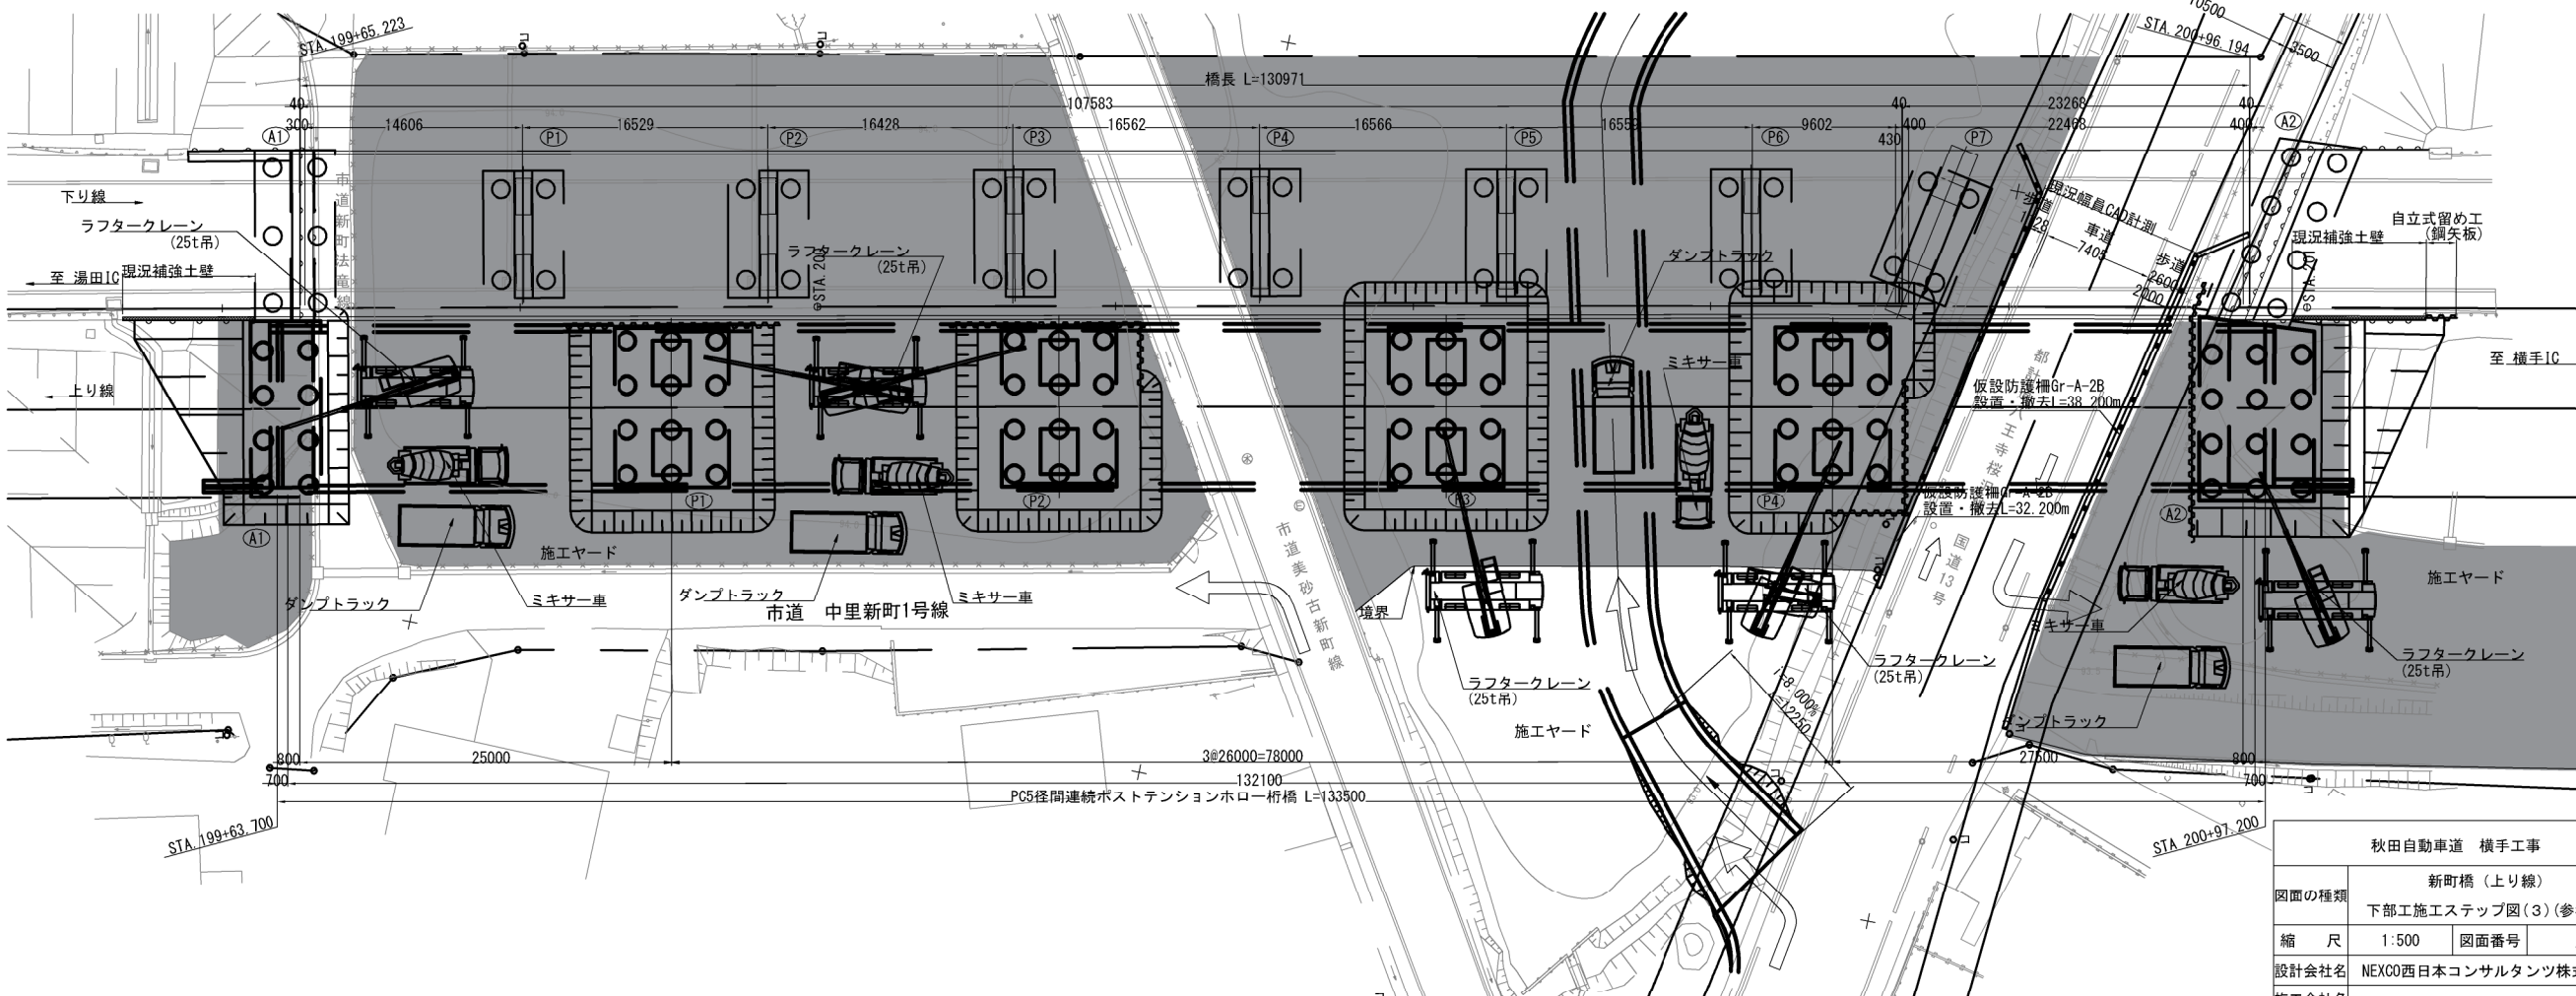 STA.199+65.223
橋長 L=130971
10500
STA.200+96.194
3500
40
107583
40
23268
40
300
14606
16529
16428
16562
16566
16559
9602
400
430
22468
400
A1
P1
P2
P3
P4
P5
P6
P7
A2
下り線
ラフタークレーン
(25t吊)
至 湯田IC
現況補強土壁
市道新町法竜線
ラフタークレーン
(25t吊)
ダンプトラック
現況幅員CAD計測
歩道
車道
7405
歩道
2600
2000
現況補強土壁
自立式留め工
(鋼矢板)
上り線
ミキサー車
至 横手IC
仮設防護柵Gr-A-2B
設置・撤去L=38.200m
仮設防護柵Gr-A-2B
設置・撤去L=32.200m
国道13号
P1
P2
P3
P4
A2
A1
施工ヤード
ダンプトラック
ミキサー車
ダンプトラック
ミキサー車
市道 中里新町1号線
市道美砂古新町線
境界
ラフタークレーン
(25t吊)
ラフタークレーン
(25t吊)
施工ヤード
キサー車
ラフタークレーン
(25t吊)
ダンプトラック
施工ヤード
i=8.000%
L=12250
800
25000
3@26000=78000
27500
800
700
132100
700
PC5径間連続ポストテンションホロー桁橋 L=133500
STA.199+63.700
STA 200+97.200
秋田自動車道 横手工事
図面の種類
新町橋（上り線）
下部工施工ステップ図(3)(参
縮 尺
1:500
図面番号
設計会社名
NEXCO西日本コンサルタンツ株